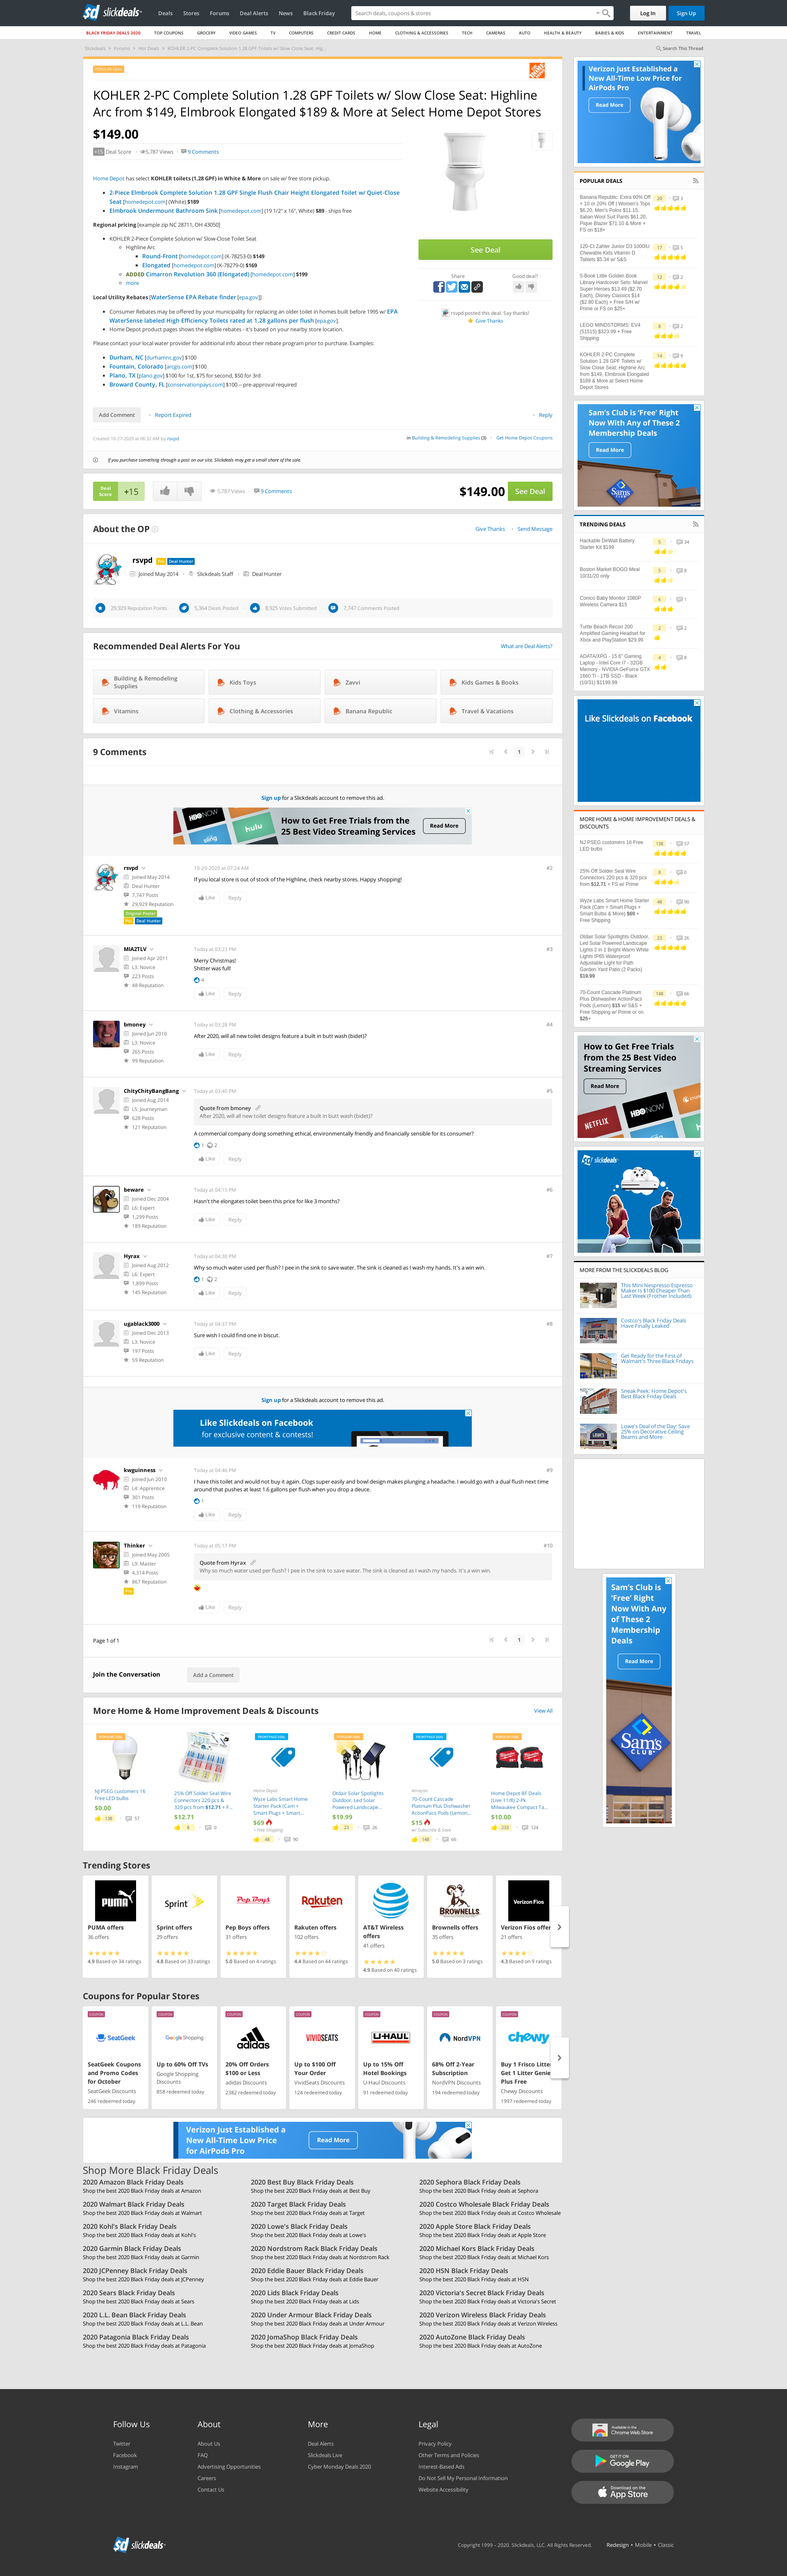 slickdeals
Deals Stores Forums Deal Alerts News Black Friday
Search deals, coupons & stores
Log In Sign Up
BLACK FRIDAY DEALS 2020 TOP COUPONS GROCERY VIDEO GAMES TV COMPUTERS CREDIT CARDS HOME CLOTHING & ACCESSORIES TECH CAMERAS AUTO HEALTH & BEAUTY BABIES & KIDS ENTERTAINMENT TRAVEL
Slickdeals Forums Hot Deals KOHLER 2-PC Complete Solution 1.28 GPF Toilets w/ Slow Close Seat: Hig...
Search This Thread
KOHLER 2-PC Complete Solution 1.28 GPF Toilets w/ Slow Close Seat: Highline
Arc from $149, Elmbrook Elongated $189 & More at Select Home Depot Stores
$149.00
+15 Deal Score 5,787 Views 9 Comments
Home Depot has select KOHLER toilets (1.28 GPF) in White & More on sale w/ free store pickup.
2-Piece Elmbrook Complete Solution 1.28 GPF Single Flush Chair Height Elongated Toilet w/ Quiet-Close
Seat [homedepot.com] (White) $189
Elmbrook Undermount Bathroom Sink [homedepot.com] (19 1/2" x 16", White) $89 - ships free
Regional pricing (example zip NC 28711, OH 43050)
KOHLER 2-Piece Complete Solution w/ Slow-Close Toilet Seat
Highline Arc
Round-Front [homedepot.com] (K-78253-0) $149
Elongated [homedepot.com] (K-78279-0) $169
ADDED Cimarron Revolution 360 (Elongated) [homedepot.com] $199
more
Local Utility Rebates [WaterSense EPA Rebate finder [epa.gov]]
Consumer Rebates may be offered by your municipality for replacing an older toilet in homes built before 1995 w/ EPA
WaterSense labeled High Efficiency Toilets rated at 1.28 gallons per flush [epa.gov].
Home Depot product pages shows the eligible rebates - it's based on your nearby store location.
Please contact your local water provider for additional info about their rebate program prior to purchase. Examples:
Durham, NC [durhamnc.gov] $100
Fountain, Colorado [arcgis.com] $100
Plano, TX [plano.gov] $100 for 1st, $75 for second, $50 for 3rd
Broward County, FL [conservationpays.com] $100 -- pre-approval required
See Deal
Share Good deal?
rsvpd posted this deal. Say thanks!
Give Thanks
Add Comment Report Expired Reply
Created 10-27-2020 at 06:32 AM by rsvpd
in Building & Remodeling Supplies (3) Get Home Depot Coupons
If you purchase something through a post on our site, Slickdeals may get a small share of the sale.
Deal
Score
+15
5,787 Views 9 Comments $149.00 See Deal
About the OP
Give Thanks Send Message
rsvpd Pro Deal Hunter
Joined May 2014 Slickdeals Staff Deal Hunter
29,929 Reputation Points 5,364 Deals Posted 8,925 Votes Submitted 7,747 Comments Posted
Recommended Deal Alerts For You
What are Deal Alerts?
Building & Remodeling
Supplies
Kids Toys
Zavvi
Kids Games & Books
Vitamins
Clothing & Accessories
Banana Republic
Travel & Vacations
9 Comments
1
Sign up for a Slickdeals account to remove this ad.
HBO NOW
hulu
How to Get Free Trials from the
25 Best Video Streaming Services
Read More
rsvpd
Joined May 2014
Deal Hunter
7,747 Posts
29,929 Reputation
Original Poster
Pro Deal Hunter
10-29-2020 at 07:24 AM
#2
If you local store is out of stock of the Highline, check nearby stores. Happy shopping!
Like Reply
MIA2TLV
Joined Apr 2011
L3: Novice
223 Posts
48 Reputation
Today at 03:23 PM
#3
Merry Christmas!
Shitter was full!
4
Like Reply
bmoney
Joined Jun 2010
L3: Novice
265 Posts
99 Reputation
Today at 03:28 PM
#4
After 2020, will all new toilet designs feature a built in butt wash (bidet)?
Like Reply
ChityChityBangBang
Joined Aug 2014
L5: Journeyman
628 Posts
121 Reputation
Today at 03:40 PM
#5
Quote from bmoney
After 2020, will all new toilet designs feature a built in butt wash (bidet)?
A commercial company doing something ethical, environmentally friendly and financially sensible for its consumer?
1 2
Like Reply
beware
Joined Dec 2004
L6: Expert
1,299 Posts
189 Reputation
Today at 04:15 PM
#6
Hasn't the elongates toilet been this price for like 3 months?
Like Reply
Hyrax
Joined Aug 2012
L6: Expert
1,899 Posts
145 Reputation
Today at 04:30 PM
#7
Why so much water used per flush? I pee in the sink to save water. The sink is cleaned as I wash my hands. It's a win win.
1 2
Like Reply
ugablack3000
Joined Dec 2013
L3: Novice
197 Posts
59 Reputation
Today at 04:37 PM
#8
Sure wish I could find one in biscut.
Like Reply
Sign up for a Slickdeals account to remove this ad.
Like Slickdeals on Facebook
for exclusive content & contests!
kwguinness
Joined Jun 2010
L4: Apprentice
301 Posts
119 Reputation
Today at 04:46 PM
#9
I have this toilet and would not buy it again. Clogs super easily and bowl design makes plunging a headache. I would go with a dual flush next time
around that pushes at least 1.6 gallons per flush when you drop a deuce.
1
Like Reply
Thinker
Joined May 2005
L9: Master
4,314 Posts
867 Reputation
Pro
Today at 05:17 PM
#10
Quote from Hyrax
Why so much water used per flush? I pee in the sink to save water. The sink is cleaned as I wash my hands. It's a win win.
Like Reply
Page 1 of 1
1
Join the Conversation Add a Comment
More Home & Home Improvement Deals & Discounts
View All
NJ PSEG customers 16
Free LED bulbs
$0.00
138 57
25% Off Solder Seal Wire
Connectors 220 pcs &
320 pcs from $12.71 + F...
$12.71
8 0
Home Depot
Wyze Labs Smart Home
Starter Pack (Cam +
Smart Plugs + Smart...
$69
+ Free Shipping
48 90
Otdair Solar Spotlights
Outdoor, Led Solar
Powered Landscape...
$19.99
23 26
Amazon
70-Count Cascade
Platinum Plus Dishwasher
ActionPacs Pods (Lemon...
$15
w/ Subscribe & Save
148 66
Home Depot BF Deals
(Live 11/8) 2-Pk
Milwaukee Compact Ta...
$10.00
233 124
Trending Stores
PUMA
PUMA offers
36 offers
4.9 Based on 34 ratings
Sprint
Sprint offers
29 offers
4.8 Based on 33 ratings
Pep Boys
Pep Boys offers
31 offers
5.0 Based on 4 ratings
Rakuten
Rakuten offers
102 offers
4.4 Based on 44 ratings
AT&T Wireless
offers
41 offers
4.9 Based on 40 ratings
BROWNELLS
Brownells offers
35 offers
5.0 Based on 3 ratings
Verizon Fios
Verizon Fios offers
21 offers
4.3 Based on 9 ratings
Coupons for Popular Stores
COUPON
SeatGeek
SeatGeek Coupons
and Promo Codes
for October
SeatGeek Discounts
246 redeemed today
COUPON
Google Shopping
Up to 60% Off TVs
Google Shopping
Discounts
858 redeemed today
COUPON
adidas
20% Off Orders
$100 or Less
adidas Discounts
2382 redeemed today
COUPON
VIVIDSEATS
Up to $100 Off
Your Order
VividSeats Discounts
124 redeemed today
COUPON
U-HAUL
Up to 15% Off
Hotel Bookings
U-Haul Discounts
91 redeemed today
COUPON
NordVPN
68% Off 2-Year
Subscription
NordVPN Discounts
194 redeemed today
COUPON
chewy
Buy 1 Frisco Litter,
Get 1 Litter Genie
Plus Free
Chewy Discounts
1997 redeemed today
Verizon Just Established a
New All-Time Low Price
for AirPods Pro
Read More
Shop More Black Friday Deals
2020 Amazon Black Friday Deals
Shop the best 2020 Black Friday deals at Amazon
2020 Best Buy Black Friday Deals
Shop the best 2020 Black Friday deals at Best Buy
2020 Sephora Black Friday Deals
Shop the best 2020 Black Friday deals at Sephora
2020 Walmart Black Friday Deals
Shop the best 2020 Black Friday deals at Walmart
2020 Target Black Friday Deals
Shop the best 2020 Black Friday deals at Target
2020 Costco Wholesale Black Friday Deals
Shop the best 2020 Black Friday deals at Costco Wholesale
2020 Kohl's Black Friday Deals
Shop the best 2020 Black Friday deals at Kohl's
2020 Lowe's Black Friday Deals
Shop the best 2020 Black Friday deals at Lowe's
2020 Apple Store Black Friday Deals
Shop the best 2020 Black Friday deals at Apple Store
2020 Garmin Black Friday Deals
Shop the best 2020 Black Friday deals at Garmin
2020 Nordstrom Rack Black Friday Deals
Shop the best 2020 Black Friday deals at Nordstrom Rack
2020 Michael Kors Black Friday Deals
Shop the best 2020 Black Friday deals at Michael Kors
2020 JCPenney Black Friday Deals
Shop the best 2020 Black Friday deals at JCPenney
2020 Eddie Bauer Black Friday Deals
Shop the best 2020 Black Friday deals at Eddie Bauer
2020 HSN Black Friday Deals
Shop the best 2020 Black Friday deals at HSN
2020 Sears Black Friday Deals
Shop the best 2020 Black Friday deals at Sears
2020 Lids Black Friday Deals
Shop the best 2020 Black Friday deals at Lids
2020 Victoria's Secret Black Friday Deals
Shop the best 2020 Black Friday deals at Victoria's Secret
2020 L.L. Bean Black Friday Deals
Shop the best 2020 Black Friday deals at L.L. Bean
2020 Under Armour Black Friday Deals
Shop the best 2020 Black Friday deals at Under Armour
2020 Verizon Wireless Black Friday Deals
Shop the best 2020 Black Friday deals at Verizon Wireless
2020 Patagonia Black Friday Deals
Shop the best 2020 Black Friday deals at Patagonia
2020 JomaShop Black Friday Deals
Shop the best 2020 Black Friday deals at JomaShop
2020 AutoZone Black Friday Deals
Shop the best 2020 Black Friday deals at AutoZone
Verizon Just Established a
New All-Time Low Price for
AirPods Pro
Read More
POPULAR DEALS
Banana Republic: Extra 60% Off
+ 10 or 20% Off | Women's Tops
$6.20, Men's Polos $11.15,
Italian Wool Suit Pants $61.20,
Pique Blazer $71.10 & More +
FS on $18+
20 3
120-Ct Zahler Junior D3 1000IU
Chewable Kids Vitamin D
Tablets $5.34 w/ S&S
17 5
5-Book Little Golden Book
Library Hardcover Sets: Marvel
Super Heroes $13.49 ($2.70
Each), Disney Classics $14
($2.80 Each) + Free S/H w/
Prime or FS on $25+
12 2
LEGO MINDSTORMS: EV4
(51515) $323.99 + Free
Shipping
8 2
KOHLER 2-PC Complete
Solution 1.28 GPF Toilets w/
Slow Close Seat: Highline Arc
from $149, Elmbrook Elongated
$189 & More at Select Home
Depot Stores
14 9
Sam's Club is 'Free' Right
Now With Any of These 2
Membership Deals
Read More
Sam's
CLUB
TRENDING DEALS
Hackable DeWalt Battery
Starter Kit $199
5 34
Boston Market BOGO Meal
10/31/20 only
5 8
Conico Baby Monitor 1080P
Wireless Camera $15
6 1
Turtle Beach Recon 200
Amplified Gaming Headset for
Xbox and PlayStation $29.99
2 2
ADATA/XPG - 15.6" Gaming
Laptop - Intel Core i7 - 32GB
Memory - NVIDIA GeForce GTX
1660 Ti - 1TB SSD - Black
(10/31) $1199.99
4 8
Like Slickdeals on Facebook
MORE HOME & HOME IMPROVEMENT DEALS &
DISCOUNTS
NJ PSEG customers 16 Free
LED bulbs
138 57
25% Off Solder Seal Wire
Connectors 220 pcs & 320 pcs
from $12.71 + FS w/ Prime
8 0
Wyze Labs Smart Home Starter
Pack (Cam + Smart Plugs +
Smart Bulbs & More) $69 +
Free Shipping
48 90
Otdair Solar Spotlights Outdoor,
Led Solar Powered Landscape
Lights 2 in 1 Bright Warm White
Lights IP65 Waterproof
Adjustable Light for Path
Garden Yard Patio (2 Packs)
$19.99
23 26
70-Count Cascade Platinum
Plus Dishwasher ActionPacs
Pods (Lemon) $15 w/ S&S +
Free Shipping w/ Prime or on
$25+
148 66
How to Get Free Trials
from the 25 Best Video
Streaming Services
Read More
NETFLIX
HBO NOW
slickdeals
MORE FROM THE SLICKDEALS BLOG
This Mini Nespresso Espresso
Maker Is $100 Cheaper Than
Last Week (Frother Included)
Costco's Black Friday Deals
Have Finally Leaked
Get Ready for the First of
Walmart's Three Black Fridays
Sneak Peek: Home Depot's
Best Black Friday Deals
Lowe's Deal of the Day: Save
25% on Decorative Ceiling
Beams and More
Sam's Club is
'Free' Right
Now With Any
of These 2
Membership
Deals
Read More
Sam's
CLUB
Follow Us
Twitter
Facebook
Instagram
About
About Us
FAQ
Advertising Opportunities
Careers
Contact Us
More
Deal Alerts
Slickdeals Live
Cyber Monday Deals 2020
Legal
Privacy Policy
Other Terms and Policies
Interest-Based Ads
Do Not Sell My Personal Information
Website Accessibility
Available in the
Chrome Web Store
GET IT ON
Google Play
Download on the
App Store
slickdeals
Copyright 1999 - 2020. Slickdeals, LLC. All Rights Reserved. Redesign • Mobile • Classic